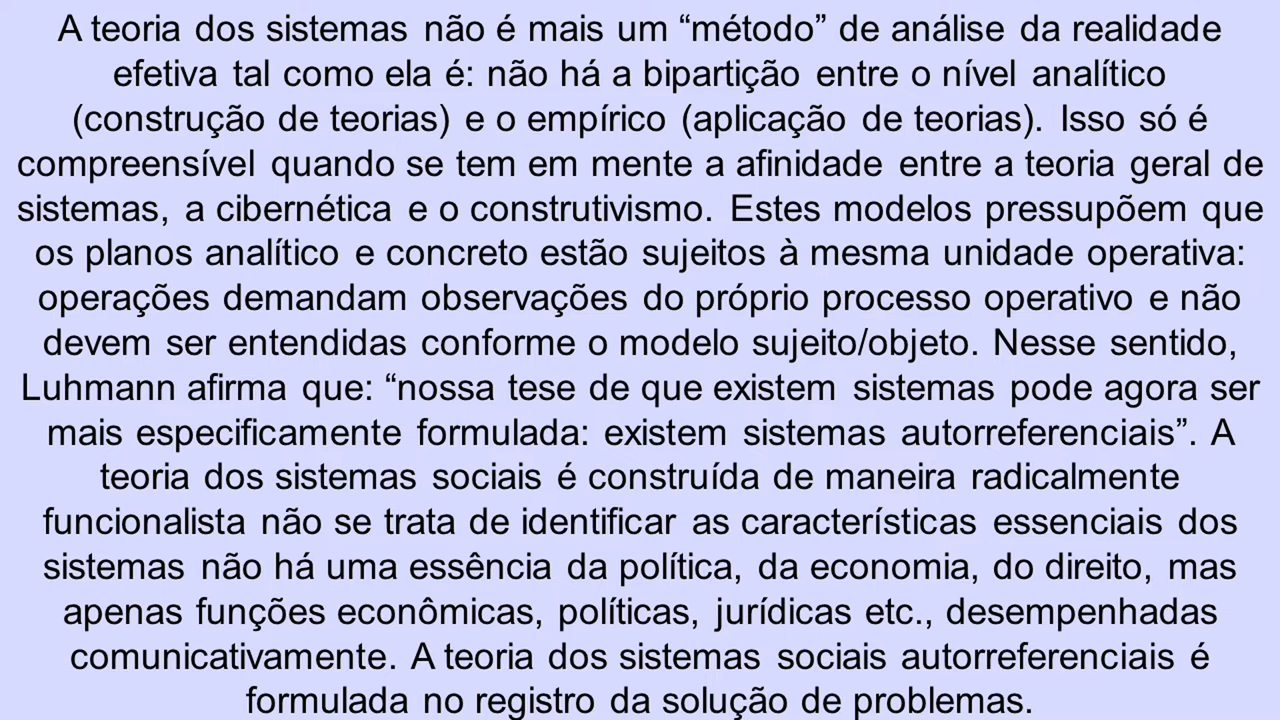 A teoria dos sistemas não é mais um “método” de análise da realidade
efetiva tal como ela é: não há a bipartição entre o nível analítico
(construção de teorias) e o empírico (aplicação de teorias). Isso só é
compreensível quando se tem em mente a afinidade entre a teoria geral de
sistemas, a cibernética e o construtivismo. Estes modelos pressupõem que
os planos analítico e concreto estão sujeitos à mesma unidade operativa:
operações demandam observações do próprio processo operativo e não
devem ser entendidas conforme o modelo sujeito/objeto. Nesse sentido,
Luhmann afirma que: “nossa tese de que existem sistemas pode agora ser
mais especificamente formulada: existem sistemas autorreferenciais”. A
teoria dos sistemas sociais é construída de maneira radicalmente
funcionalista não se trata de identificar as características essenciais dos
sistemas não há uma essência da política, da economia, do direito, mas
apenas funções econômicas, políticas, jurídicas etc., desempenhadas
comunicativamente. A teoria dos sistemas sociais autorreferenciais é
formulada no registro da solução de problemas.